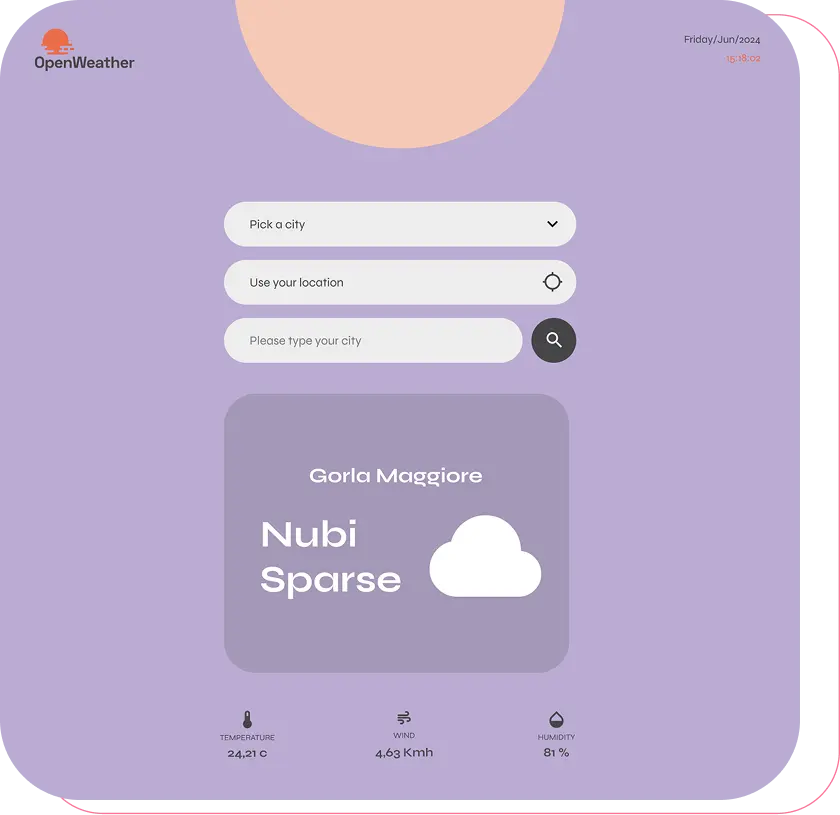 OpenWeather
Friday/Jun/2024
15:18:02
Pick a city
Use your location
Please type your city
Gorla Maggiore
Nubi
Sparse
TEMPERATURE
24,21 c
WIND
4,63 Kmh
HUMIDITY
81 %